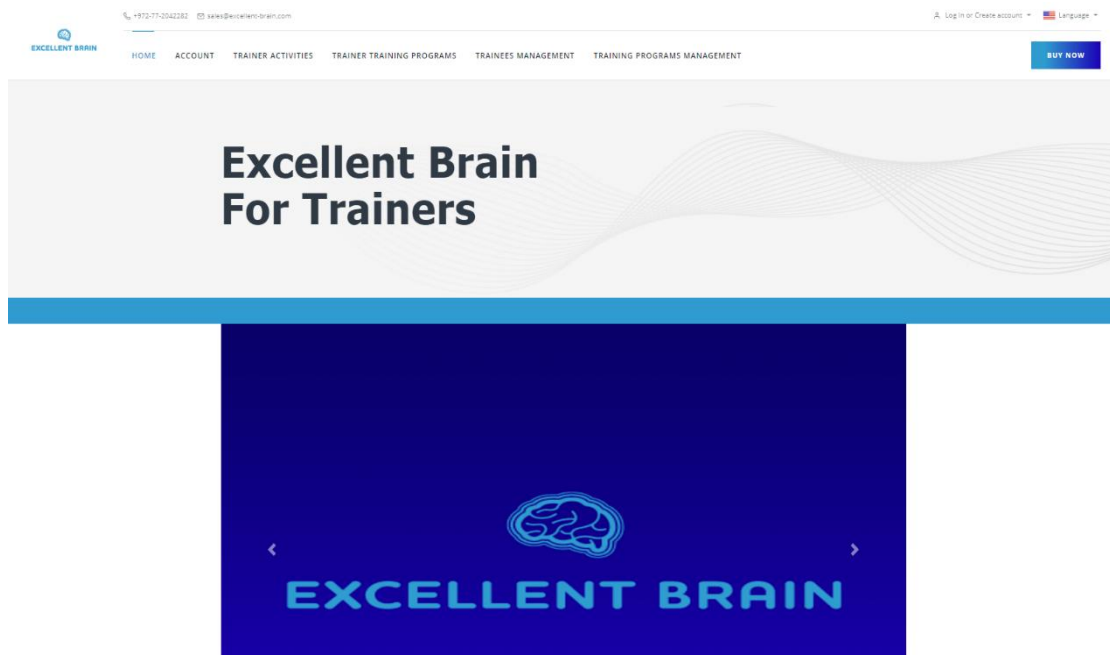 +972-77-2042282 sales@excellent-brain.com
Log in or Create account Language
EXCELLENT BRAIN
HOME ACCOUNT TRAINER ACTIVITIES TRAINER TRAINING PROGRAMS TRAINEES MANAGEMENT TRAINING PROGRAMS MANAGEMENT
BUY NOW
Excellent Brain
For Trainers
EXCELLENT BRAIN